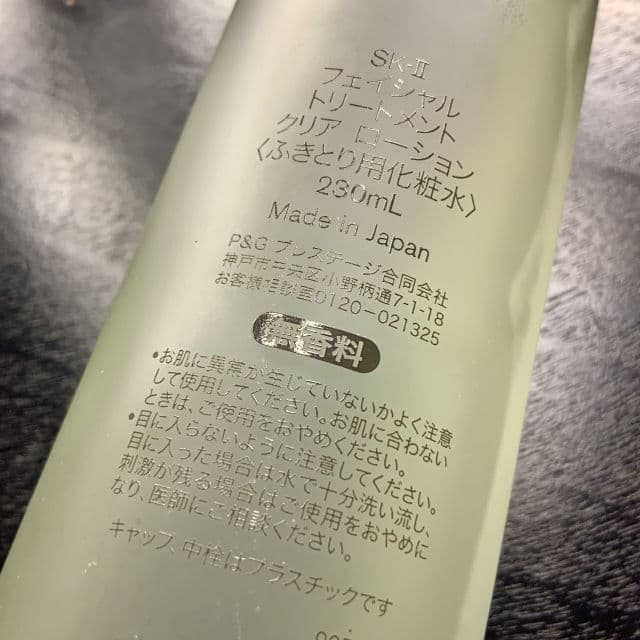 SK-II
フェイシャル
トリートメント
クリア ローション
〈ふきとり用化粧水〉
230mL
Made in Japan
P&G プレステージ合同会社
神戸市中央区小野柄通7-1-18
お客様相談室0120-021325
無香料
•お肌に異常が生じていないかよく注意
して使用してください。お肌に合わない
ときは、ご使用をおやめください。
•目に入らないように注意してください。
目に入った場合は水で十分洗い流し、
刺激が残る場合はご使用をおやめに
なり、医師にご相談ください。
キャップ、中栓はプラスチックです